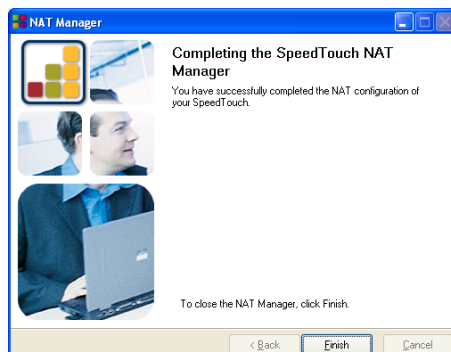 NAT Manager
Completing the SpeedTouch NAT
Manager
You have successfully completed the NAT configuration of
your SpeedTouch.
To close the NAT Manager, click Finish.
< Back
Finish
Cancel